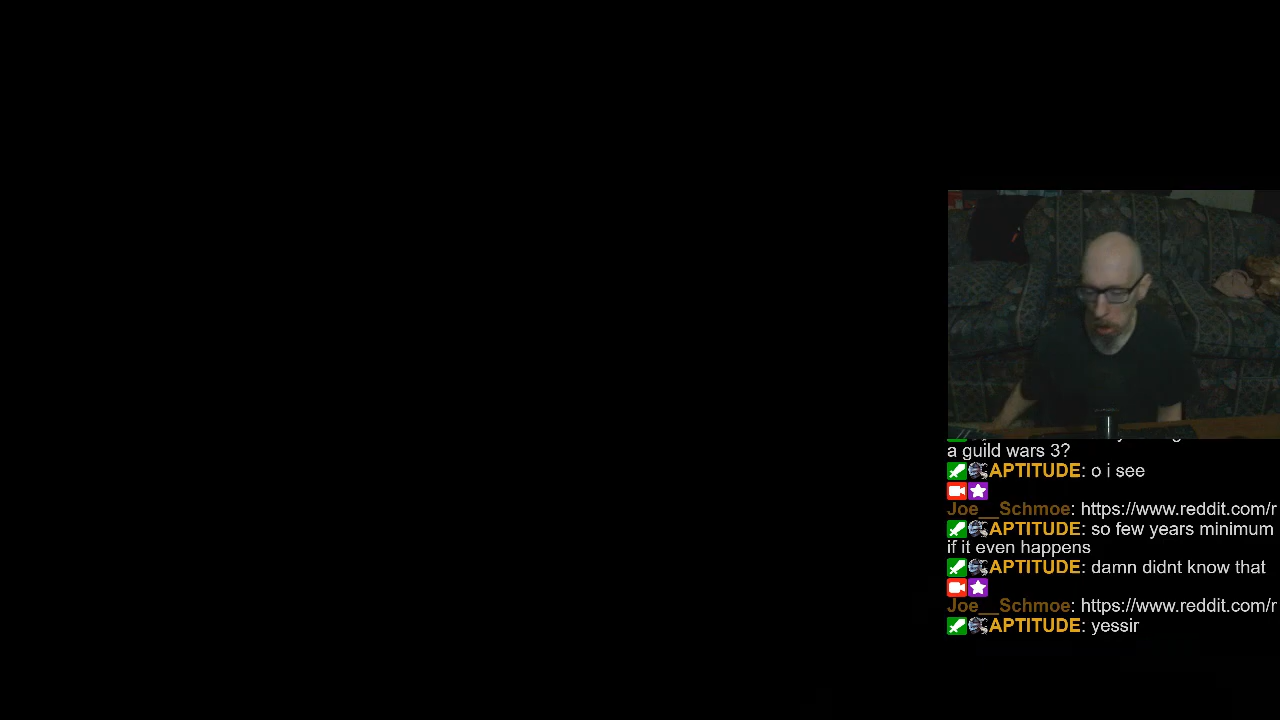 a guild wars 3?
APTITUDE: o i see
Joe__Schmoe: https://www.reddit.com/r
APTITUDE: so few years minimum
if it even happens
APTITUDE: damn didnt know that
Joe__Schmoe: https://www.reddit.com/r
APTITUDE: yessir